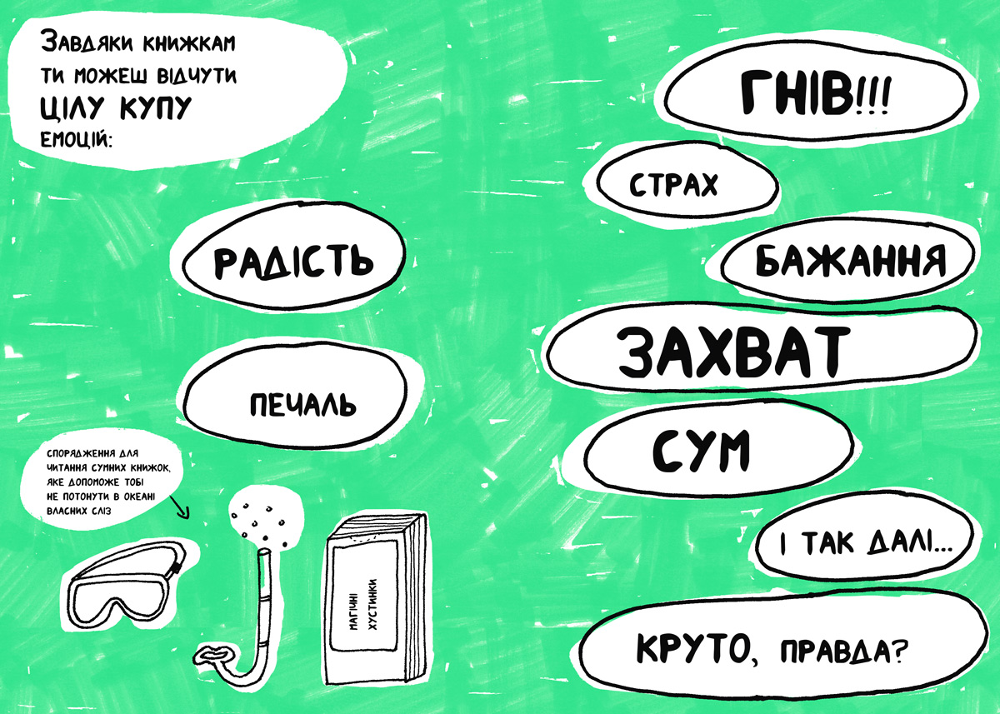 Завдяки книжкам
ти можеш відчути
ЦІЛУ КУПУ
емоцій:
РАДІСТЬ
ПЕЧАЛЬ
СПОРЯДЖЕННЯ ДЛЯ
ЧИТАННЯ СУМНИХ КНИЖОК,
ЯКЕ ДОПОМОЖЕ ТОБІ
НЕ ПОТОНУТИ В ОКЕАНІ
ВЛАСНИХ СЛІЗ
МАГІЧНІ
ХУСТИНКИ
ГНІВ!!!
СТРАХ
БАЖАННЯ
ЗАХВАТ
СУМ
І ТАК ДАЛІ...
КРУТО, ПРАВДА?